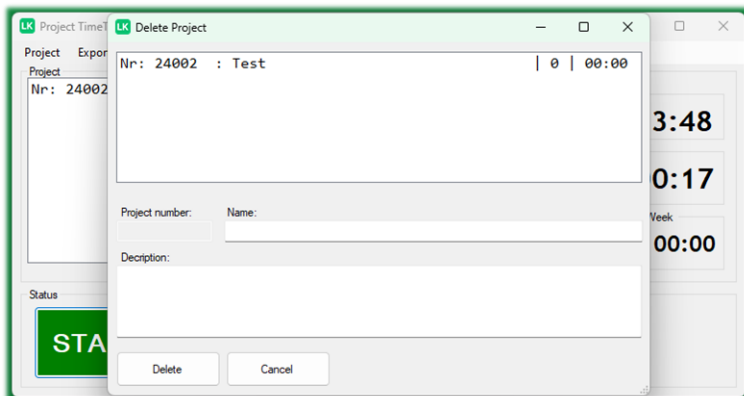 LK Project TimeT
LK Delete Project
Project Expor
Project
Nr: 24002
Nr: 24002 : Test | 0 | 00:00
3:48
0:17
Week
00:00
Project number: Name:
Decription:
Status
STA
Delete Cancel